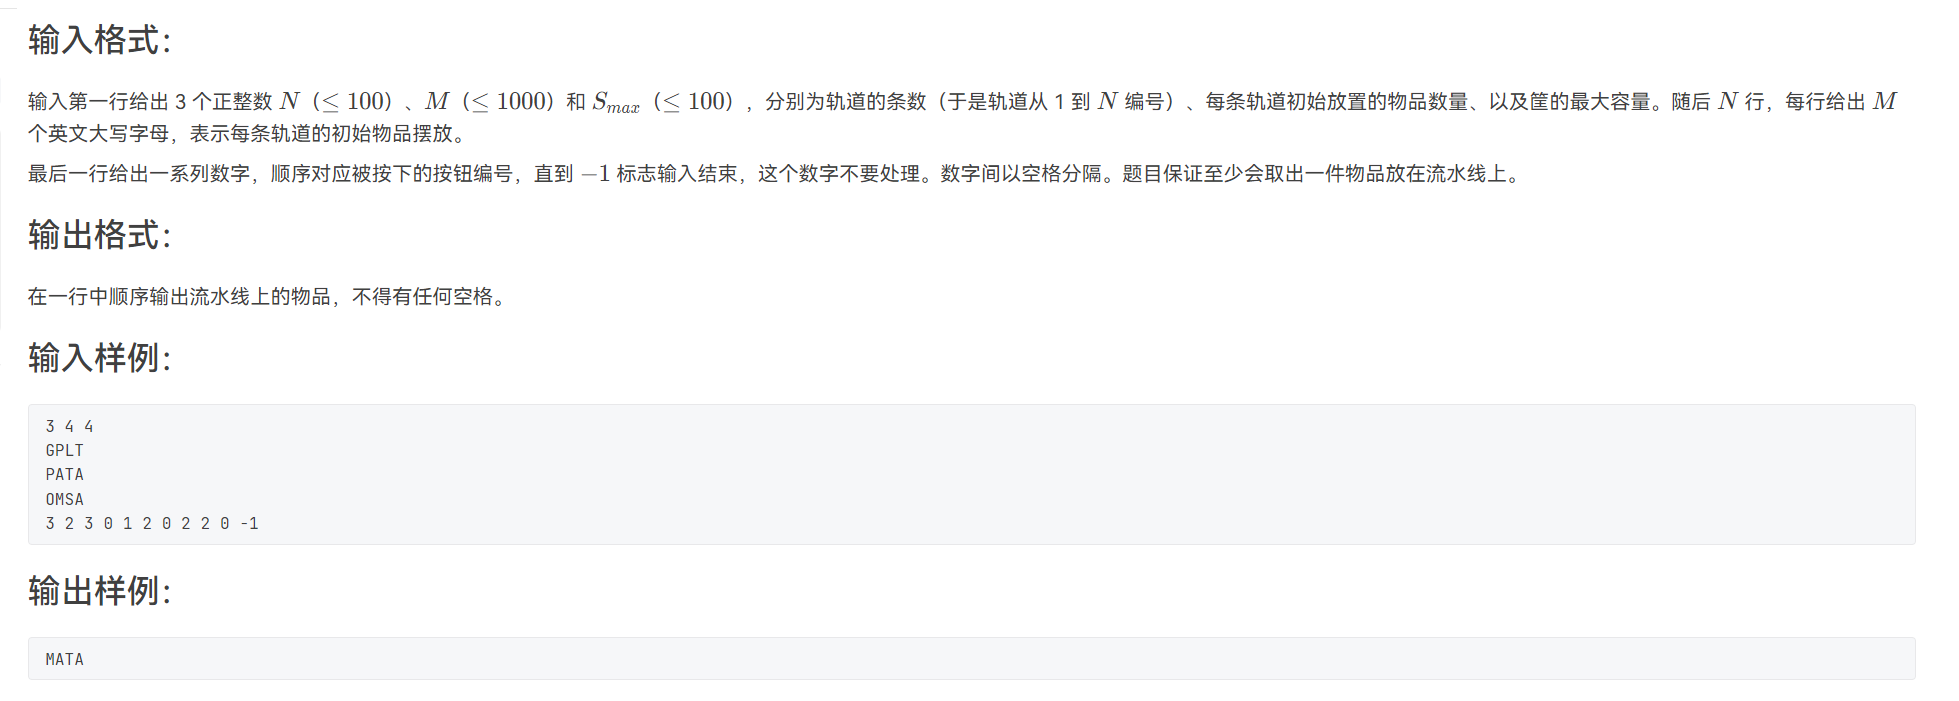 输入格式:
输入第一行给出 3 个正整数 N（≤ 100）、M（≤ 1000）和 S_max（≤ 100），分别为轨道的条数（于是轨道从 1 到 N 编号）、每条轨道初始放置的物品数量、以及筐的最大容量。随后 N 行，每行给出 M
个英文大写字母，表示每条轨道的初始物品摆放。
最后一行给出一系列数字，顺序对应被按下的按钮编号，直到 −1 标志输入结束，这个数字不要处理。数字间以空格分隔。题目保证至少会取出一件物品放在流水线上。
输出格式:
在一行中顺序输出流水线上的物品，不得有任何空格。
输入样例:
3 4 4
GPLT
PATA
OMSA
3 2 3 0 1 2 0 2 2 0 -1
输出样例:
MATA